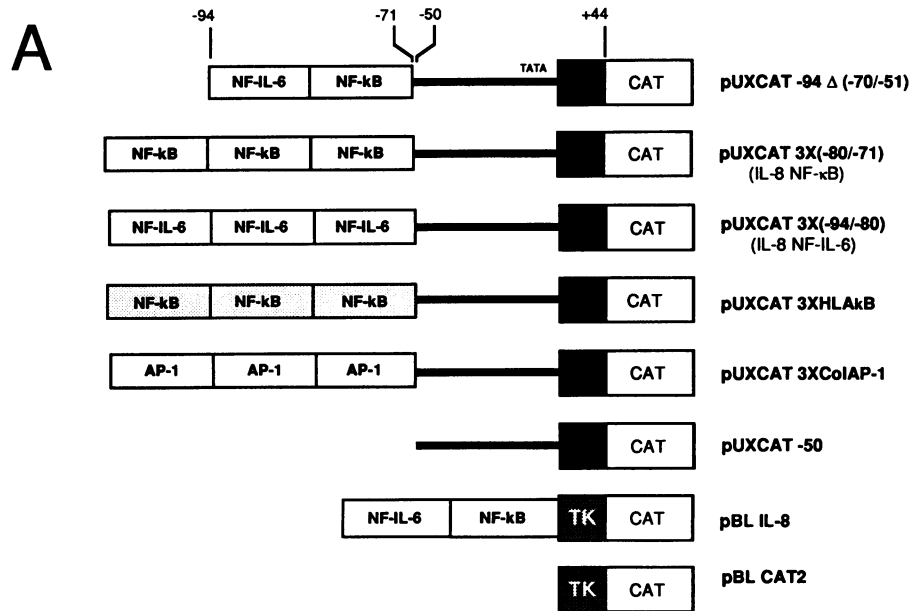 A
-94 -71 -50 +44
TATA
NF-IL-6 NF-kB CAT pUXCAT -94 Δ (-70/-51)
NF-kB NF-kB NF-kB CAT pUXCAT 3X(-80/-71)
(IL-8 NF-κB)
NF-IL-6 NF-IL-6 NF-IL-6 CAT pUXCAT 3X(-94/-80)
(IL-8 NF-IL-6)
NF-kB NF-kB NF-kB CAT pUXCAT 3XHLAkB
AP-1 AP-1 AP-1 CAT pUXCAT 3XColAP-1
CAT pUXCAT -50
NF-IL-6 NF-kB TK CAT pBL IL-8
TK CAT pBL CAT2